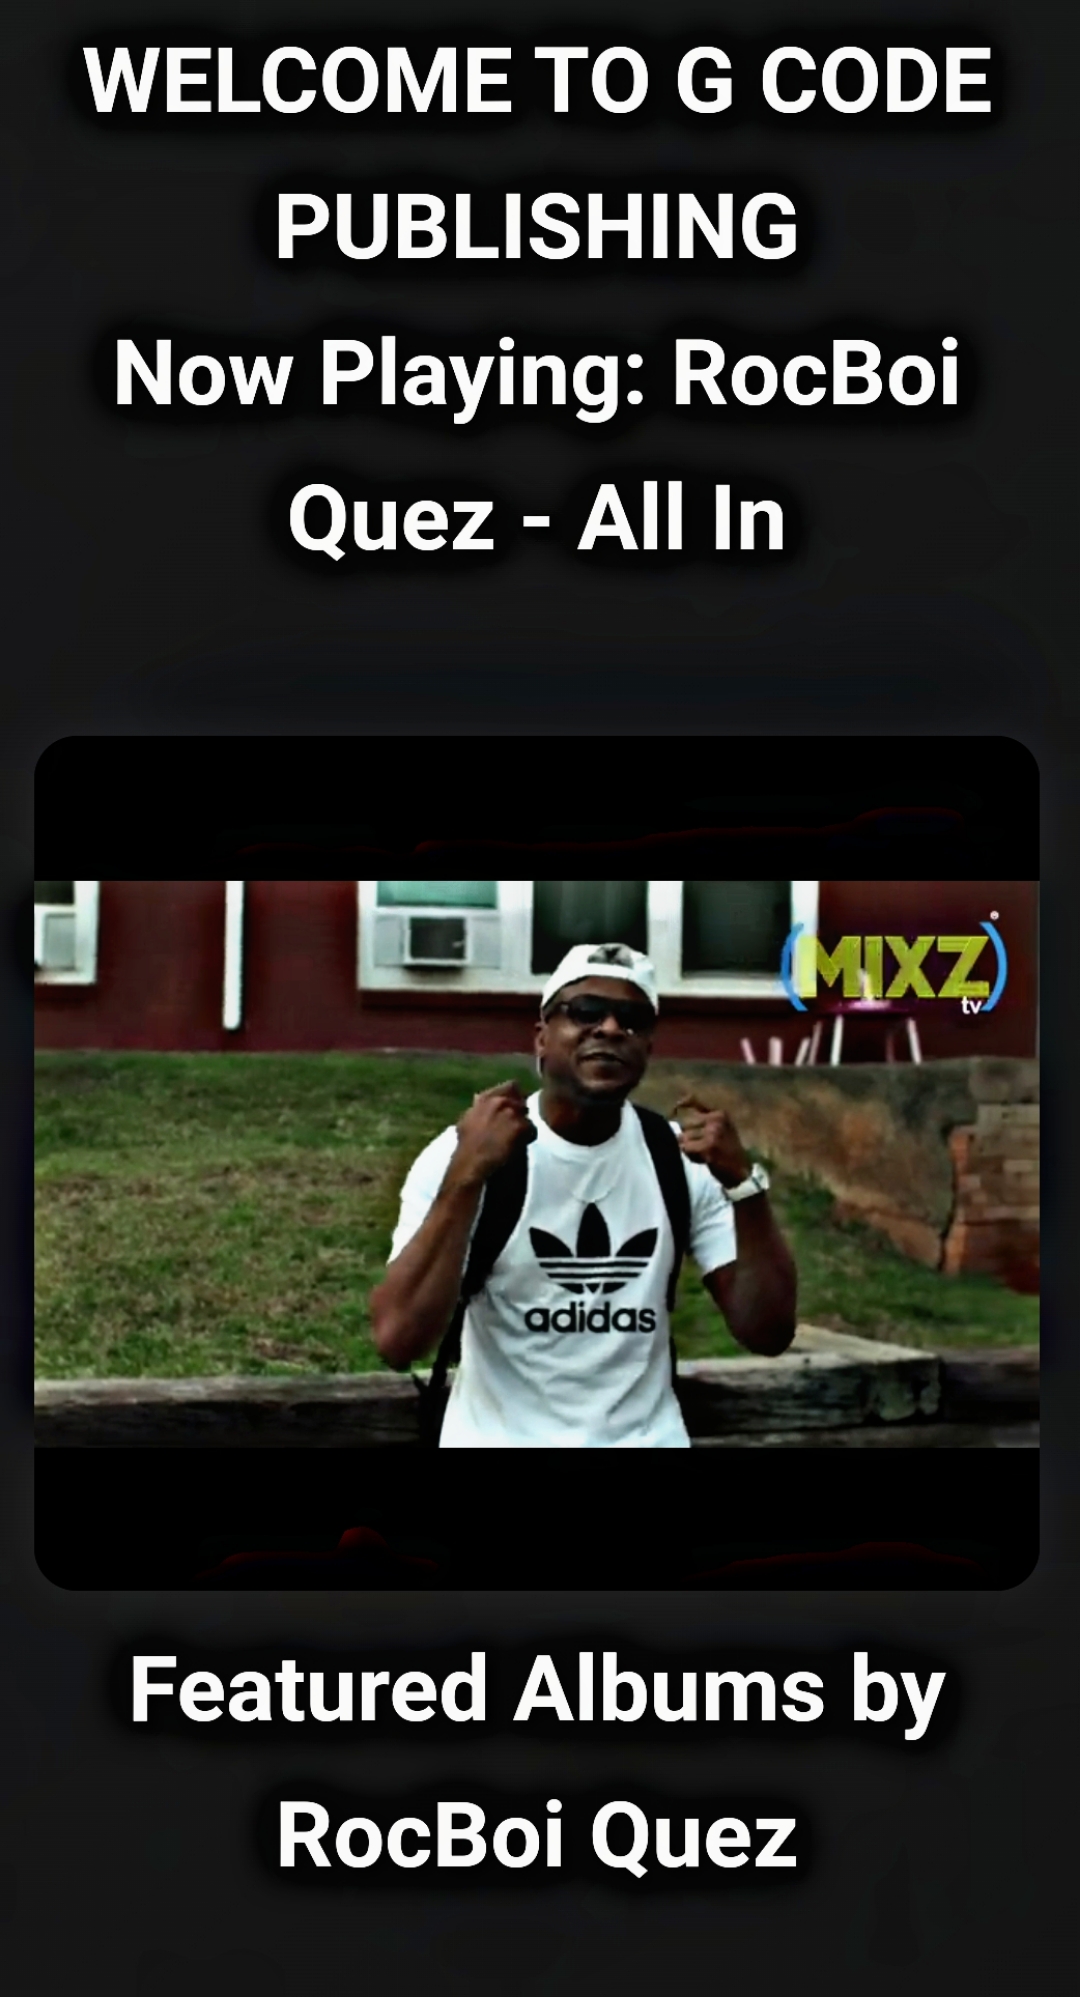 WELCOME TO G CODE
PUBLISHING
Now Playing: RocBoi
Quez - All In
(MIXZ)®
tv
adidas
Featured Albums by
RocBoi Quez